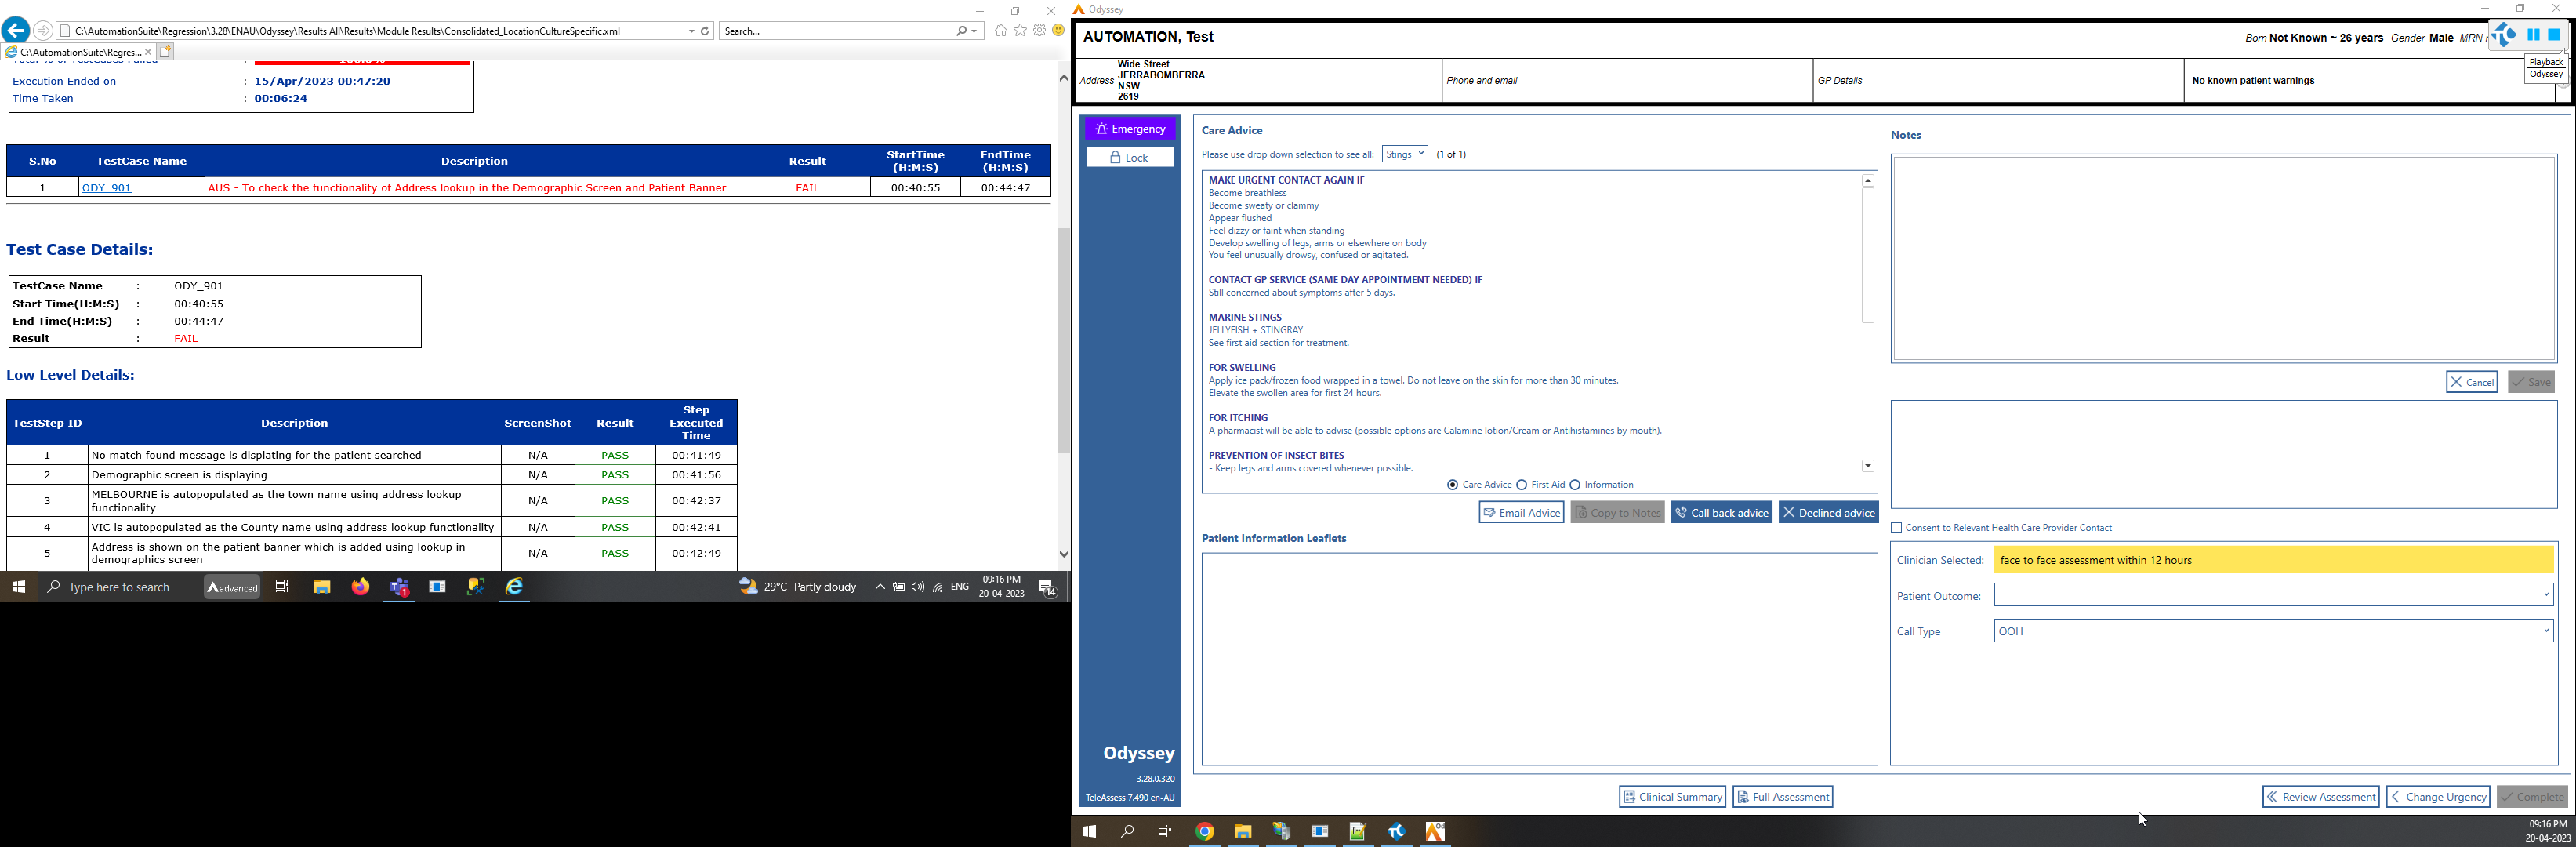 C:\AutomationSuite\Regression\3.28\ENAU\Odyssey\Results All\Results\Module Results\Consolidated_LocationCultureSpecific.xml
Search...
C:\AutomationSuite\Regres...
Execution Ended on : 15/Apr/2023 00:47:20
Time Taken : 00:06:24
S.No TestCase Name Description Result StartTime (H:M:S) EndTime (H:M:S)
1 ODY_901 AUS - To check the functionality of Address lookup in the Demographic Screen and Patient Banner FAIL 00:40:55 00:44:47
Test Case Details:
TestCase Name : ODY_901
Start Time(H:M:S) : 00:40:55
End Time(H:M:S) : 00:44:47
Result : FAIL
Low Level Details:
TestStep ID Description ScreenShot Result Step Executed Time
1 No match found message is displating for the patient searched N/A PASS 00:41:49
2 Demographic screen is displaying N/A PASS 00:41:56
3 MELBOURNE is autopopulated as the town name using address lookup functionality N/A PASS 00:42:37
4 VIC is autopopulated as the County name using address lookup functionality N/A PASS 00:42:41
5 Address is shown on the patient banner which is added using lookup in demographics screen N/A PASS 00:42:49
Type here to search
advanced
29°C Partly cloudy
ENG
09:16 PM
20-04-2023
14
Odyssey
AUTOMATION, Test
Born Not Known ~ 26 years Gender Male MRN
Playback
Odyssey
Address Wide Street
JERRABOMBERRA
NSW
2619
Phone and email
GP Details
No known patient warnings
Emergency
Lock
Care Advice
Please use drop down selection to see all: Stings (1 of 1)
MAKE URGENT CONTACT AGAIN IF
Become breathless
Become sweaty or clammy
Appear flushed
Feel dizzy or faint when standing
Develop swelling of legs, arms or elsewhere on body
You feel unusually drowsy, confused or agitated.
CONTACT GP SERVICE (SAME DAY APPOINTMENT NEEDED) IF
Still concerned about symptoms after 5 days.
MARINE STINGS
JELLYFISH + STINGRAY
See first aid section for treatment.
FOR SWELLING
Apply ice pack/frozen food wrapped in a towel. Do not leave on the skin for more than 30 minutes.
Elevate the swollen area for first 24 hours.
FOR ITCHING
A pharmacist will be able to advise (possible options are Calamine lotion/Cream or Antihistamines by mouth).
PREVENTION OF INSECT BITES
- Keep legs and arms covered whenever possible.
Care Advice First Aid Information
Email Advice Copy to Notes Call back advice Declined advice
Patient Information Leaflets
Notes
Cancel Save
Consent to Relevant Health Care Provider Contact
Clinician Selected: face to face assessment within 12 hours
Patient Outcome:
Call Type OOH
Odyssey
3.28.0.320
TeleAssess 7.490 en-AU
Clinical Summary Full Assessment
Review Assessment Change Urgency Complete
09:16 PM
20-04-2023